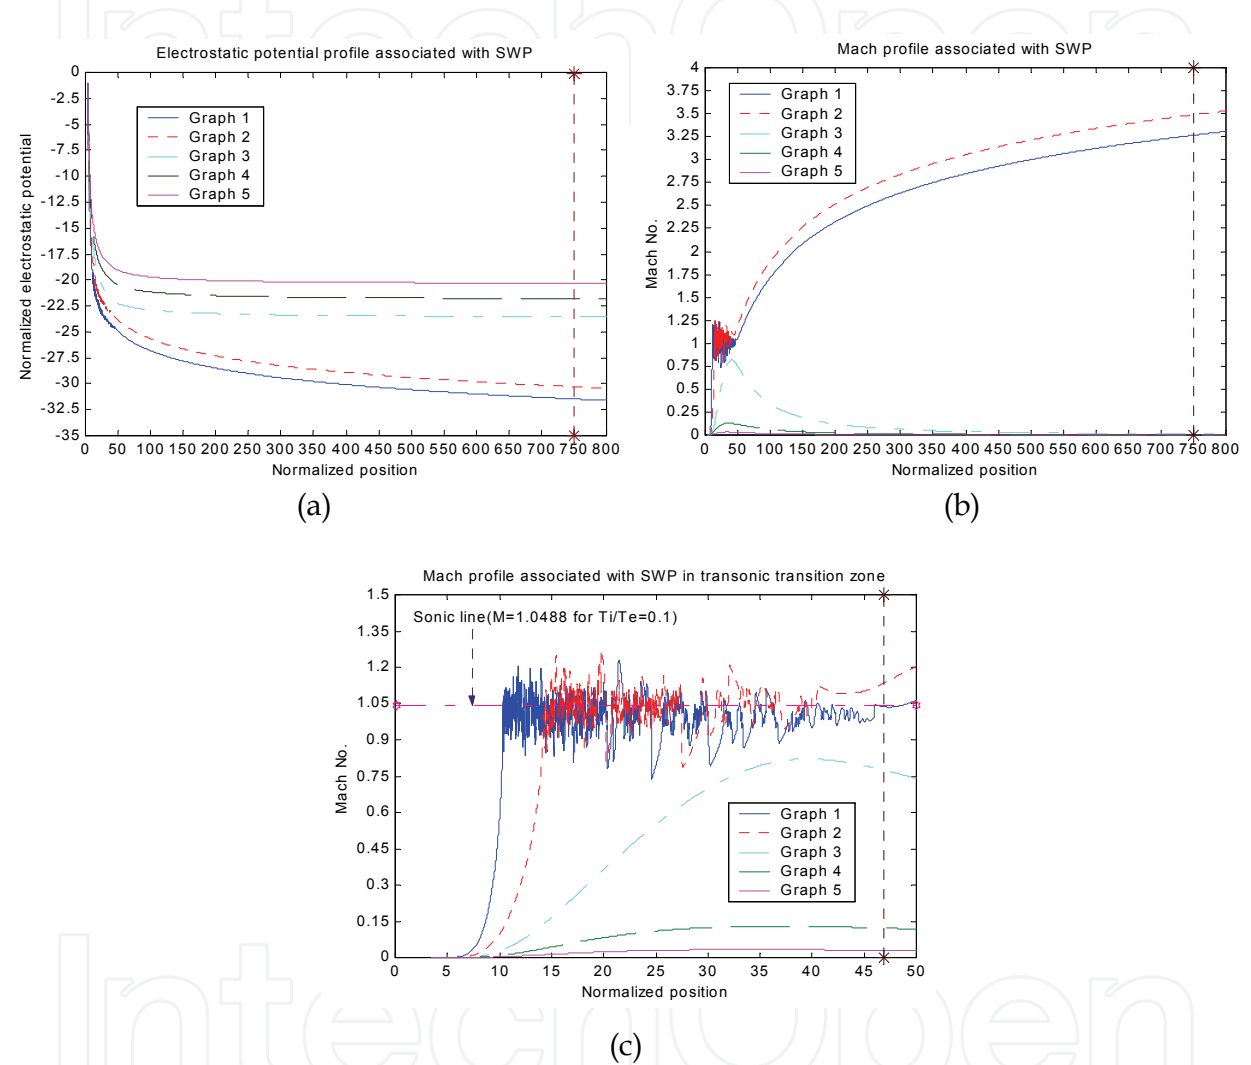 Electrostatic potential profile associated with SWP
0
-2.5
-5
-7.5
-10
-12.5
-15
-17.5
-20
-22.5
-25
-27.5
-30
-32.5
-35
Normalized electrostatic potential
Graph 1
Graph 2
Graph 3
Graph 4
Graph 5
0 50 100 150 200 250 300 350 400 450 500 550 600 650 700 750 800
Normalized position
(a)
Mach profile associated with SWP
4
3.75
3.5
3.25
3
2.75
2.5
2.25
2
1.75
1.5
1.25
1
0.75
0.5
0.25
0
Mach No.
Graph 1
Graph 2
Graph 3
Graph 4
Graph 5
0 50 100 150 200 250 300 350 400 450 500 550 600 650 700 750 800
Normalized position
(b)
Mach profile associated with SWP in transonic transition zone
1.5
1.35
1.2
1.05
0.9
0.75
0.6
0.45
0.3
0.15
0
Mach No.
Sonic line(M=1.0488 for Ti/Te=0.1)
Graph 1
Graph 2
Graph 3
Graph 4
Graph 5
0 5 10 15 20 25 30 35 40 45 50
Normalized position
(c)
IntechOpen
IntechOpen